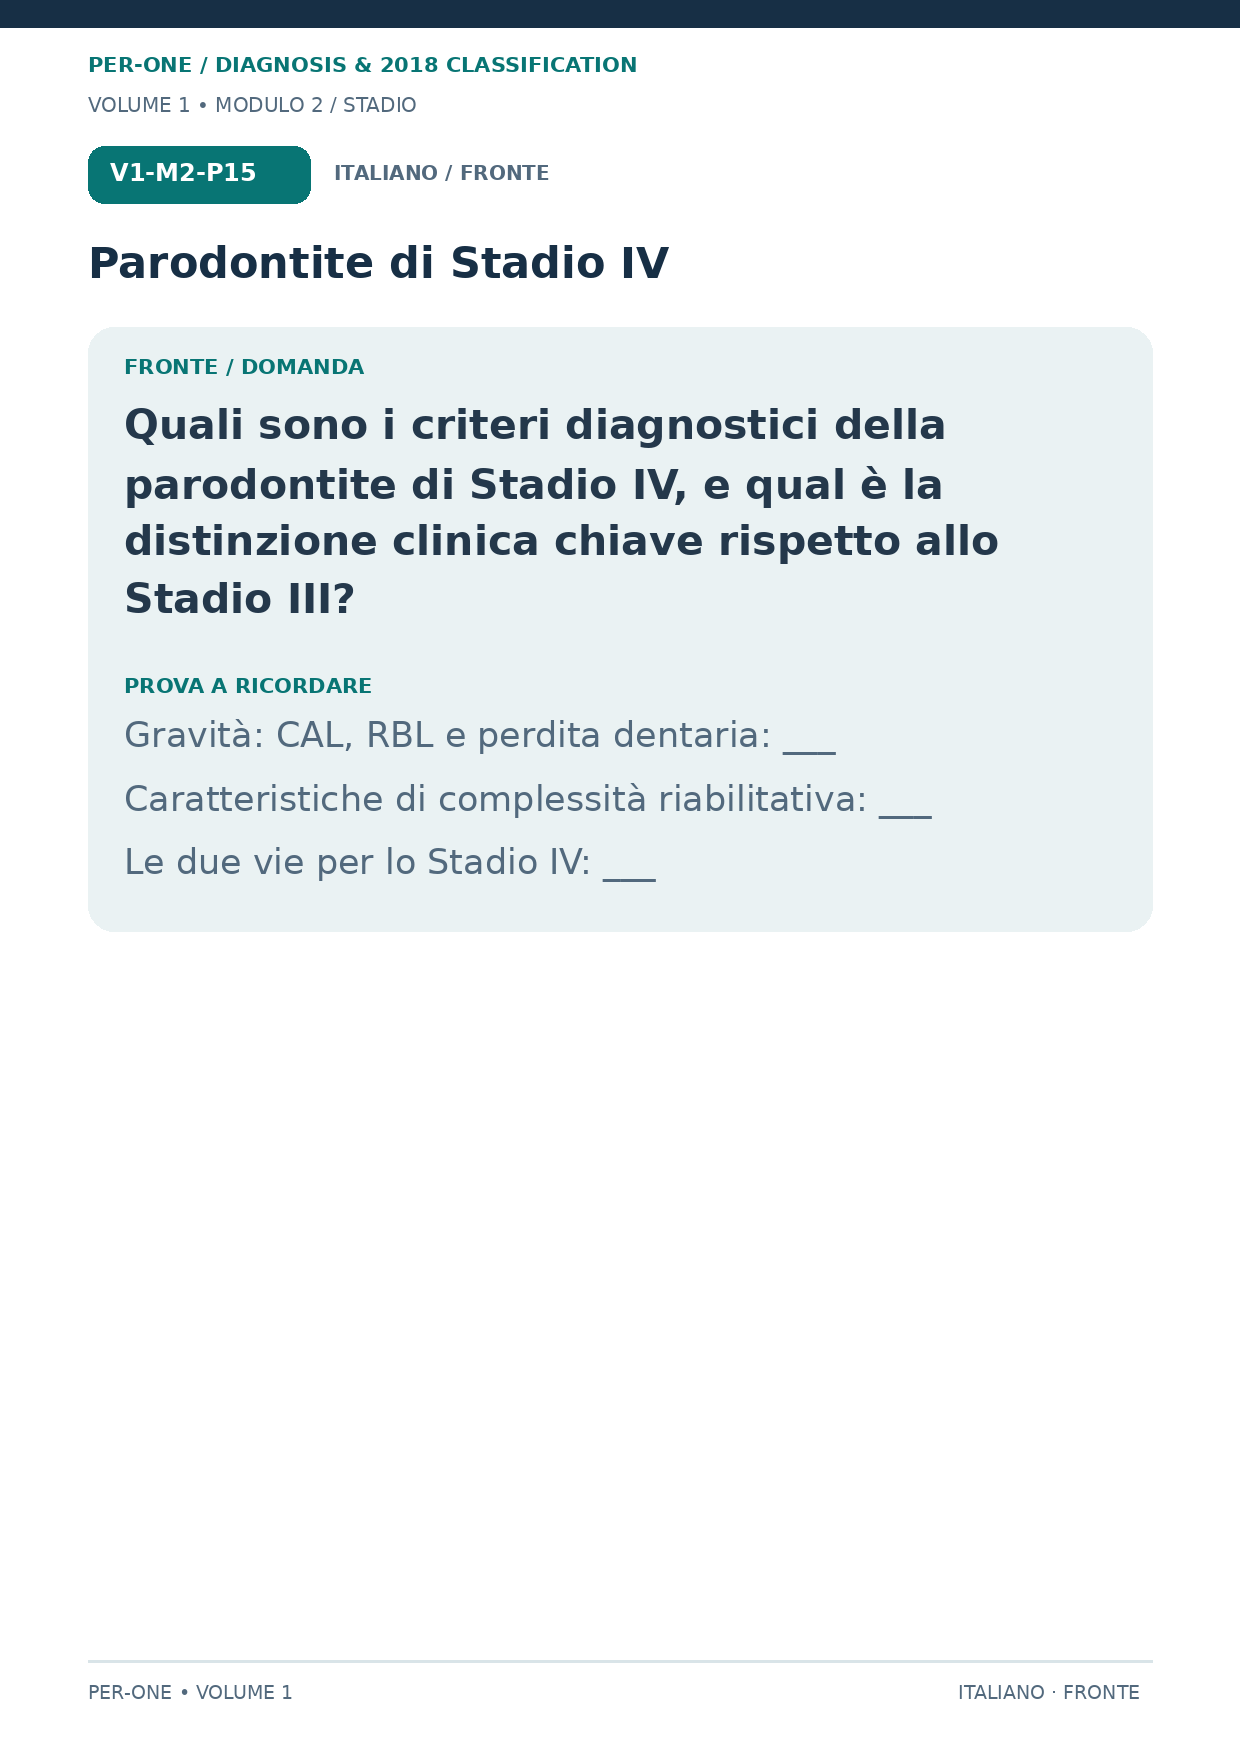 PER-ONE / DIAGNOSIS & 2018 CLASSIFICATION
VOLUME 1 • MODULO 2 / STADIO
V1-M2-P15
ITALIANO / FRONTE
Parodontite di Stadio IV
FRONTE / DOMANDA
Quali sono i criteri diagnostici della
parodontite di Stadio IV, e qual è la
distinzione clinica chiave rispetto allo
Stadio III?
PROVA A RICORDARE
Gravità: CAL, RBL e perdita dentaria: ___
Caratteristiche di complessità riabilitativa: ___
Le due vie per lo Stadio IV: ___
PER-ONE • VOLUME 1
ITALIANO · FRONTE